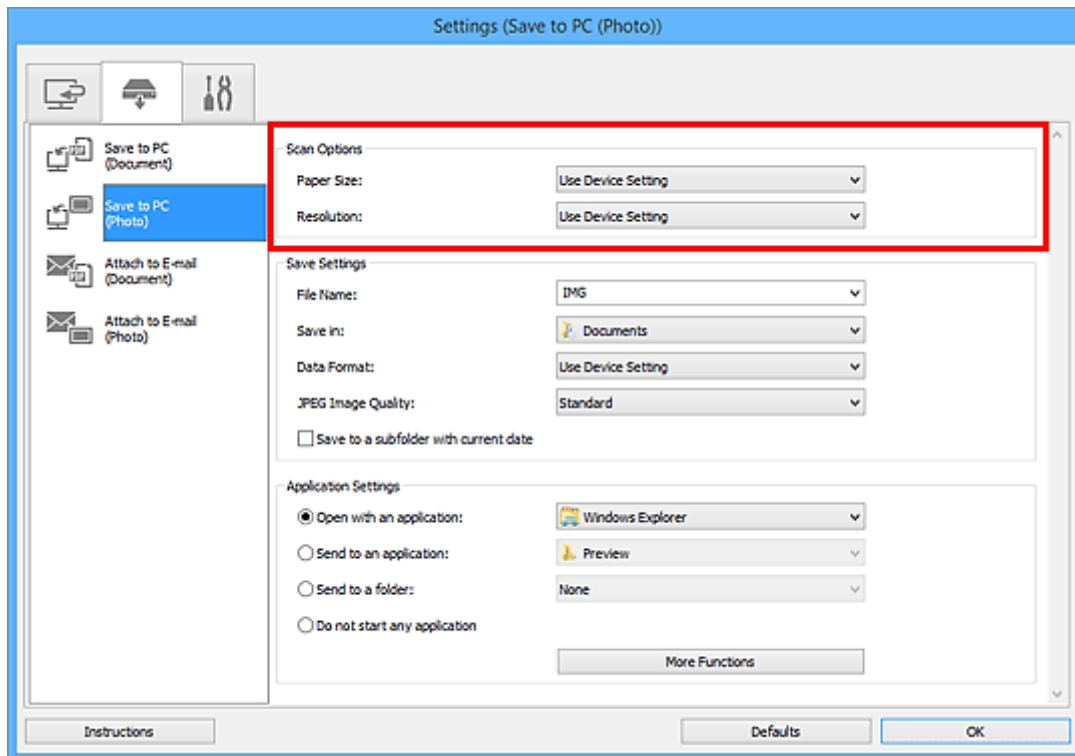 Settings (Save to PC (Photo))
Save to PC
(Document)
Save to PC
(Photo)
Attach to E-mail
(Document)
Attach to E-mail
(Photo)
Scan Options
Paper Size: Use Device Setting
Resolution: Use Device Setting
Save Settings
File Name: IMG
Save in: Documents
Data Format: Use Device Setting
JPEG Image Quality: Standard
Save to a subfolder with current date
Application Settings
Open with an application: Windows Explorer
Send to an application: Preview
Send to a folder: None
Do not start any application
More Functions
Instructions Defaults OK